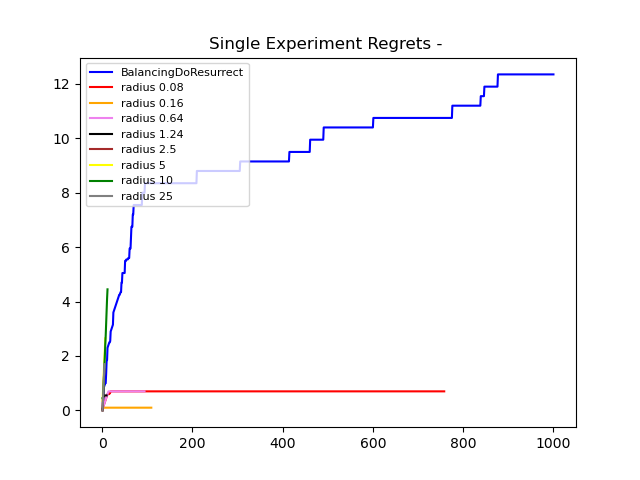 Single Experiment Regrets -
BalancingDoResurrect
radius 0.08
radius 0.16
radius 0.64
radius 1.24
radius 2.5
radius 5
radius 10
radius 25
12
10
8
6
4
2
0
0 200 400 600 800 1000